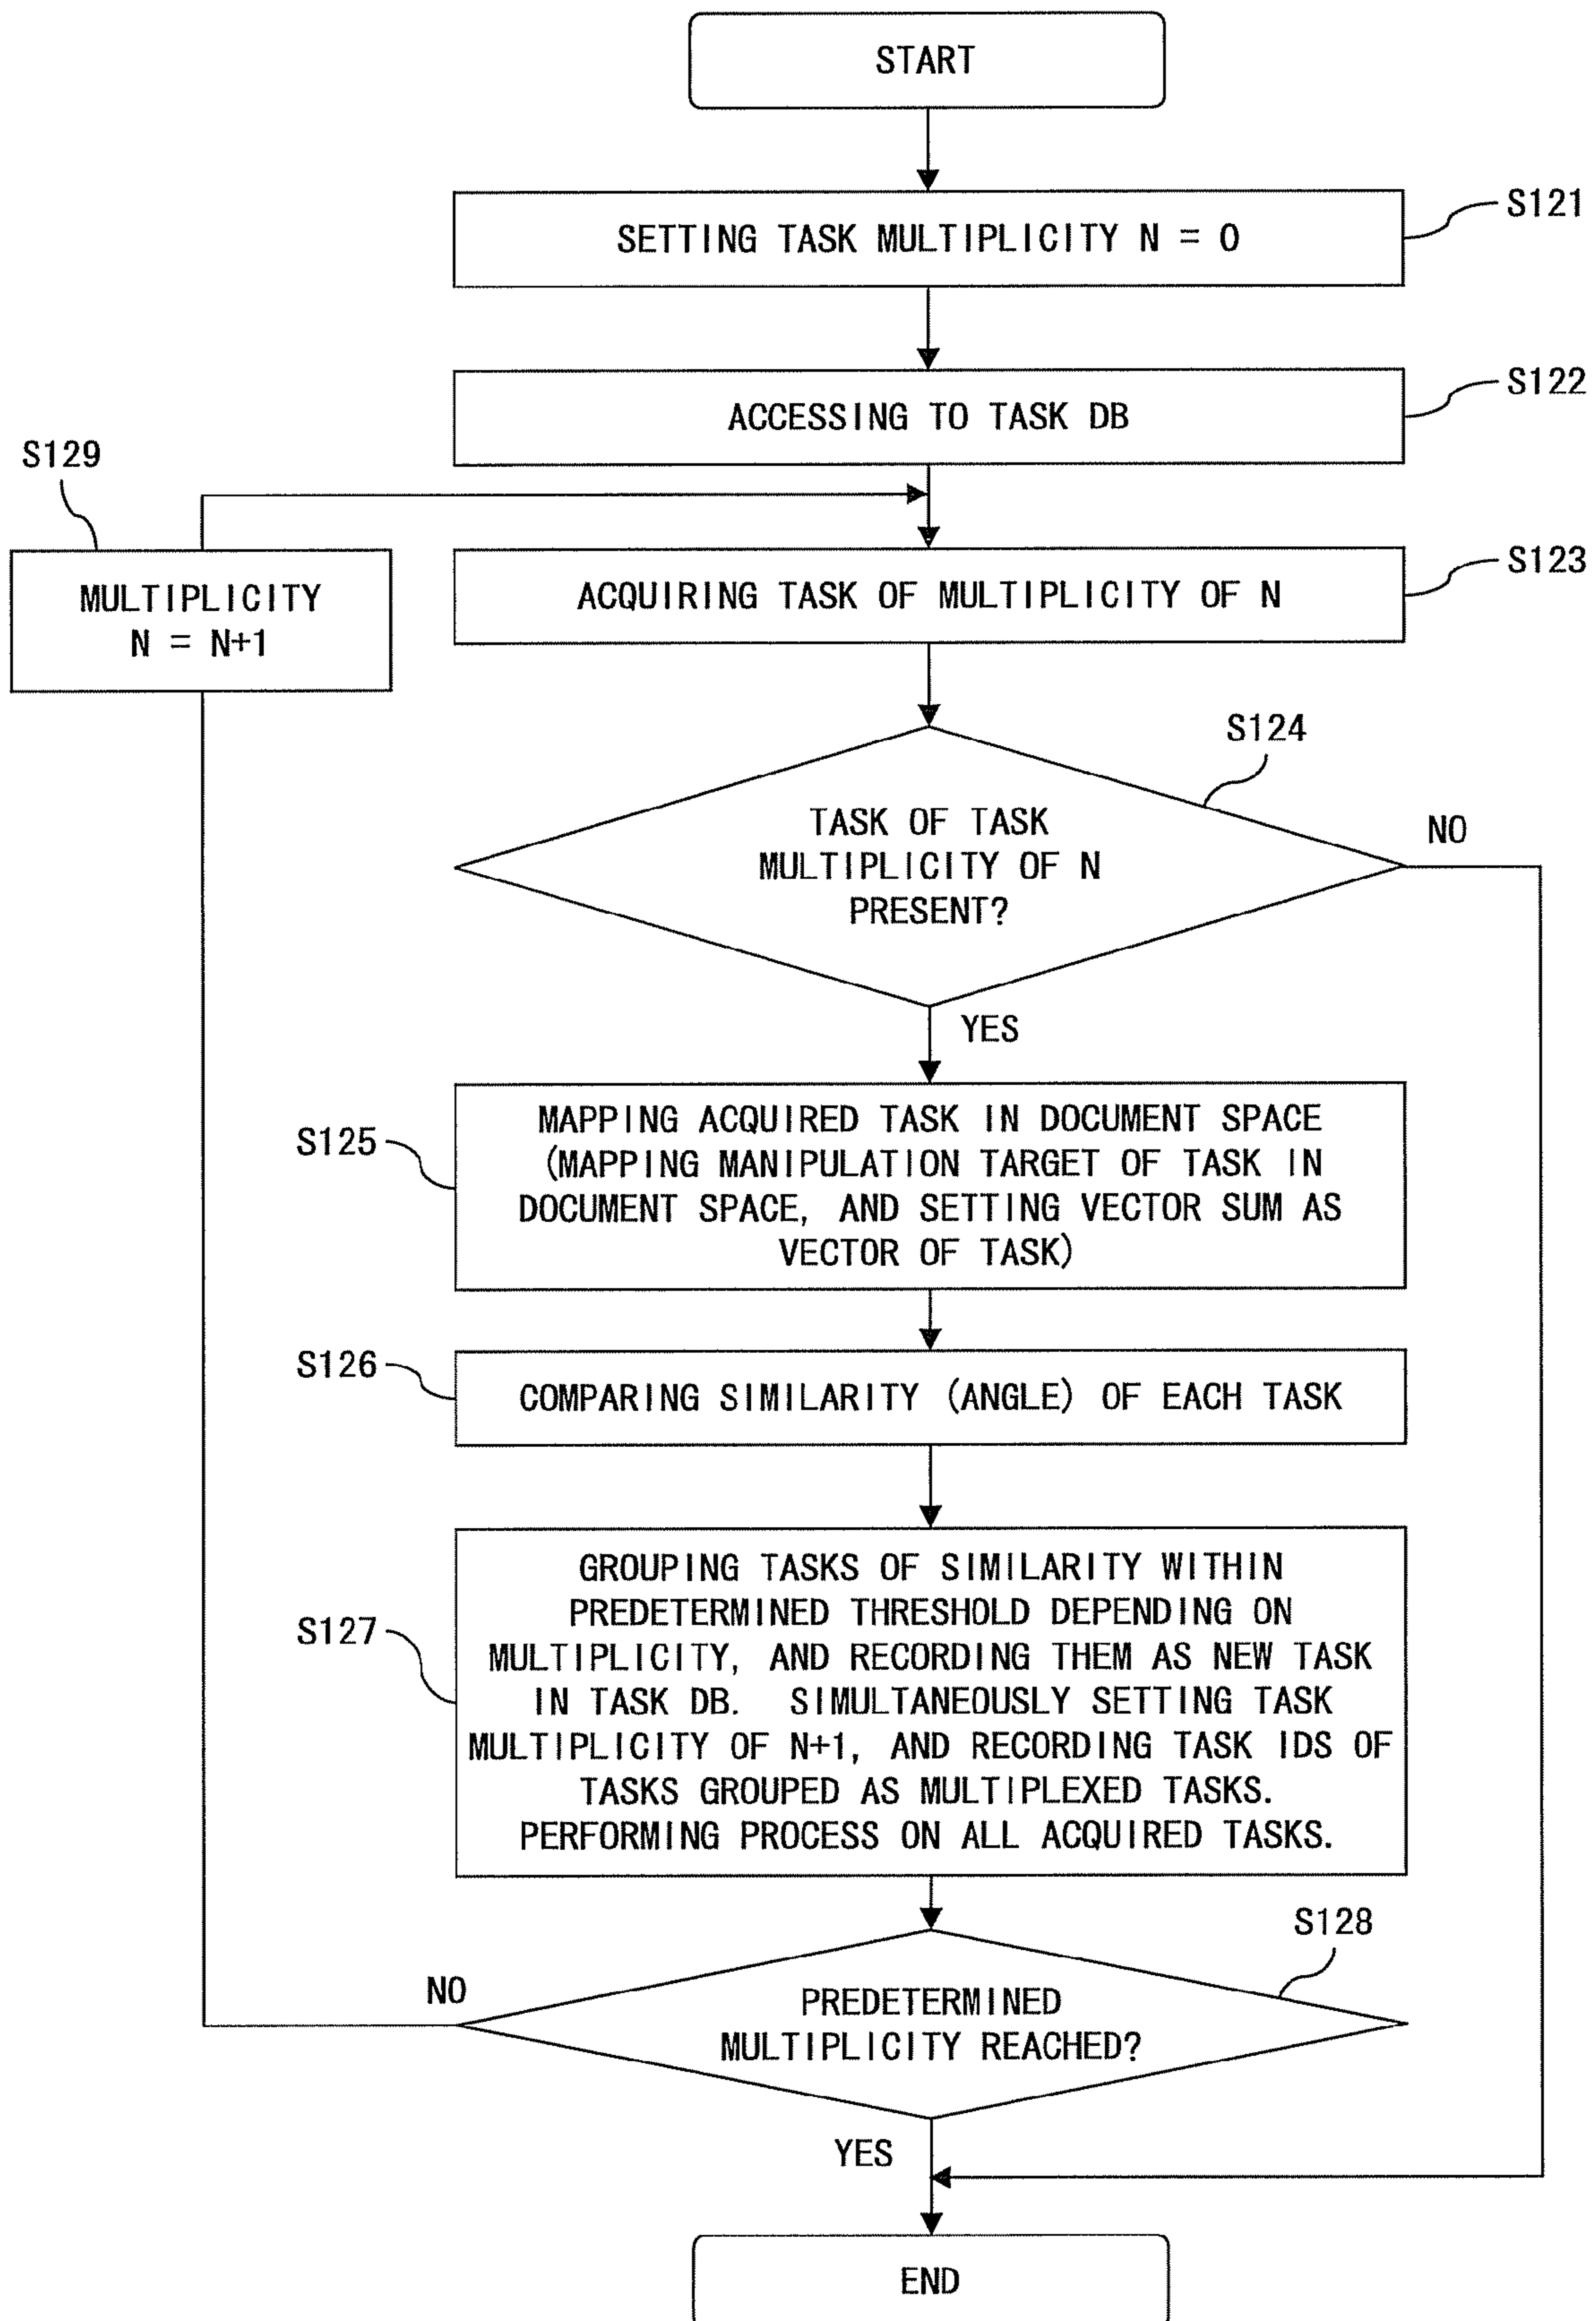 START
SETTING TASK MULTIPLICITY N = 0
S121
ACCESSING TO TASK DB
S122
S129
MULTIPLICITY
N = N+1
ACQUIRING TASK OF MULTIPLICITY OF N
S123
S124
TASK OF TASK
MULTIPLICITY OF N
PRESENT?
NO
YES
S125
MAPPING ACQUIRED TASK IN DOCUMENT SPACE
(MAPPING MANIPULATION TARGET OF TASK IN
DOCUMENT SPACE, AND SETTING VECTOR SUM AS
VECTOR OF TASK)
S126
COMPARING SIMILARITY (ANGLE) OF EACH TASK
S127
GROUPING TASKS OF SIMILARITY WITHIN
PREDETERMINED THRESHOLD DEPENDING ON
MULTIPLICITY, AND RECORDING THEM AS NEW TASK
IN TASK DB. SIMULTANEOUSLY SETTING TASK
MULTIPLICITY OF N+1, AND RECORDING TASK IDS OF
TASKS GROUPED AS MULTIPLEXED TASKS.
PERFORMING PROCESS ON ALL ACQUIRED TASKS.
S128
NO
PREDETERMINED
MULTIPLICITY REACHED?
YES
END